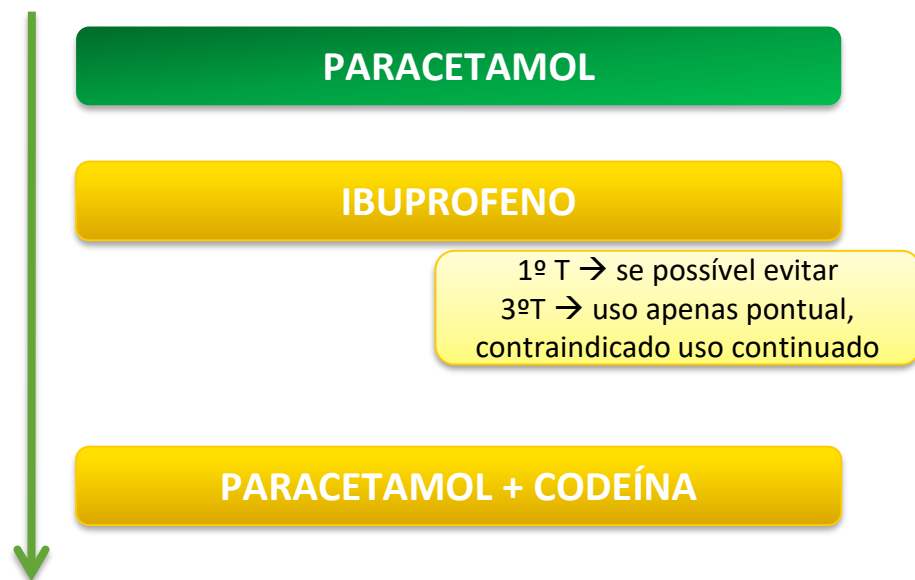 PARACETAMOL
IBUPROFENO
1º T → se possível evitar
3ºT → uso apenas pontual,
contraindicado uso continuado
PARACETAMOL + CODEÍNA